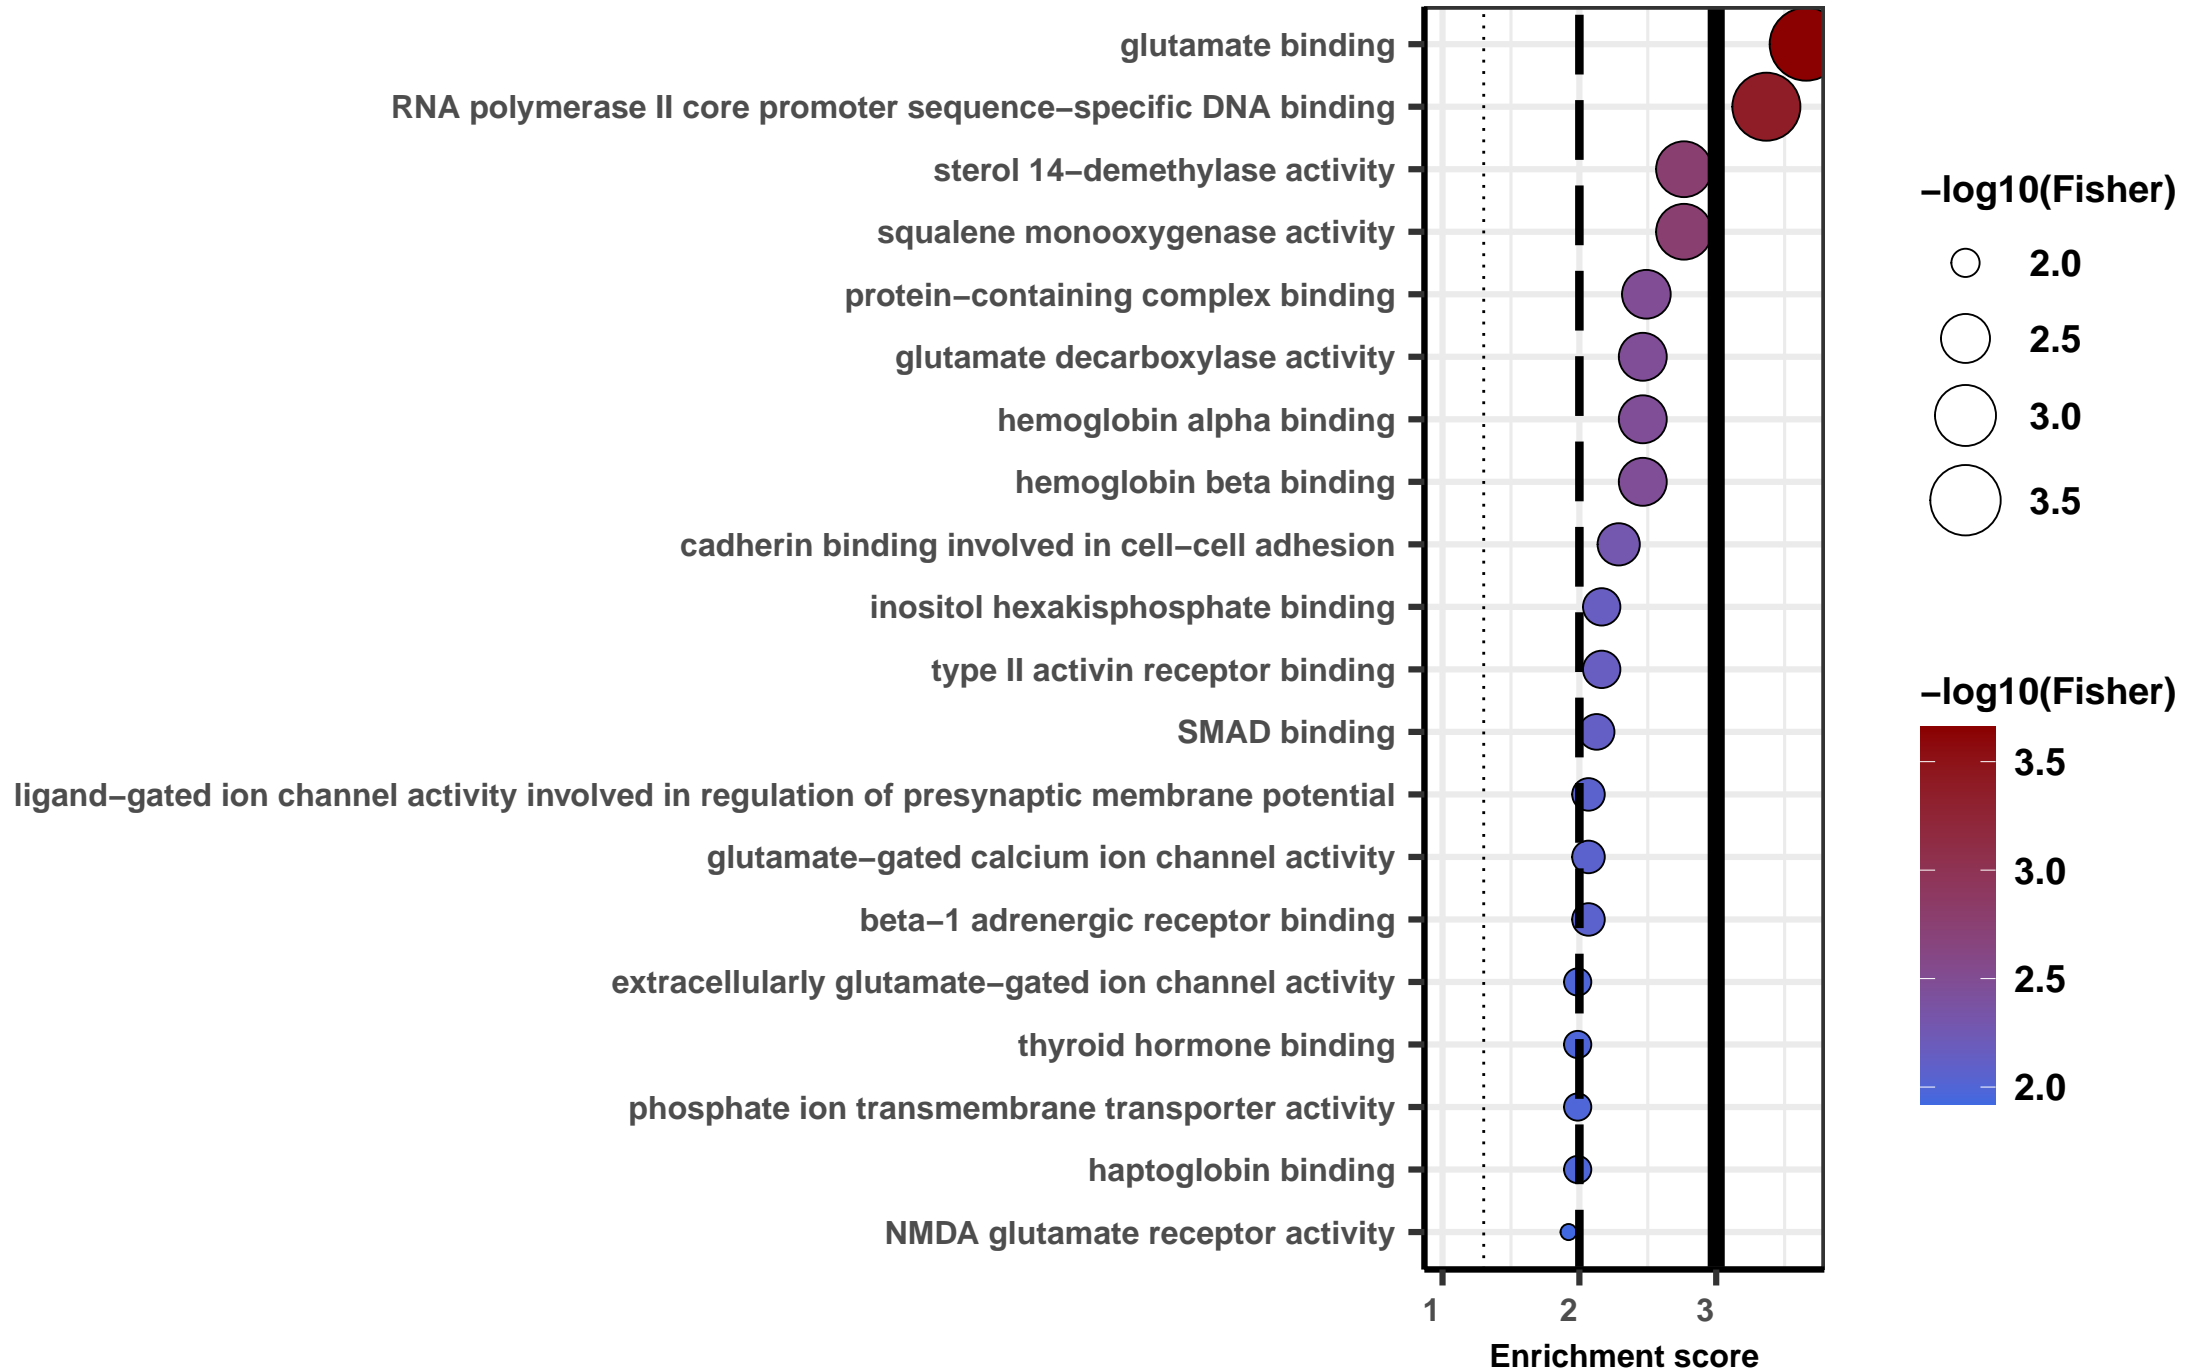 glutamate binding
RNA polymerase II core promoter sequence−specific DNA binding
sterol 14−demethylase activity
squalene monooxygenase activity
protein−containing complex binding
glutamate decarboxylase activity
hemoglobin alpha binding
hemoglobin beta binding
cadherin binding involved in cell−cell adhesion
inositol hexakisphosphate binding
type II activin receptor binding
SMAD binding
ligand−gated ion channel activity involved in regulation of presynaptic membrane potential
glutamate−gated calcium ion channel activity
beta−1 adrenergic receptor binding
extracellularly glutamate−gated ion channel activity
thyroid hormone binding
phosphate ion transmembrane transporter activity
haptoglobin binding
NMDA glutamate receptor activity
1 2 3
Enrichment score
−log10(Fisher)
2.0
2.5
3.0
3.5
−log10(Fisher)
3.5
3.0
2.5
2.0